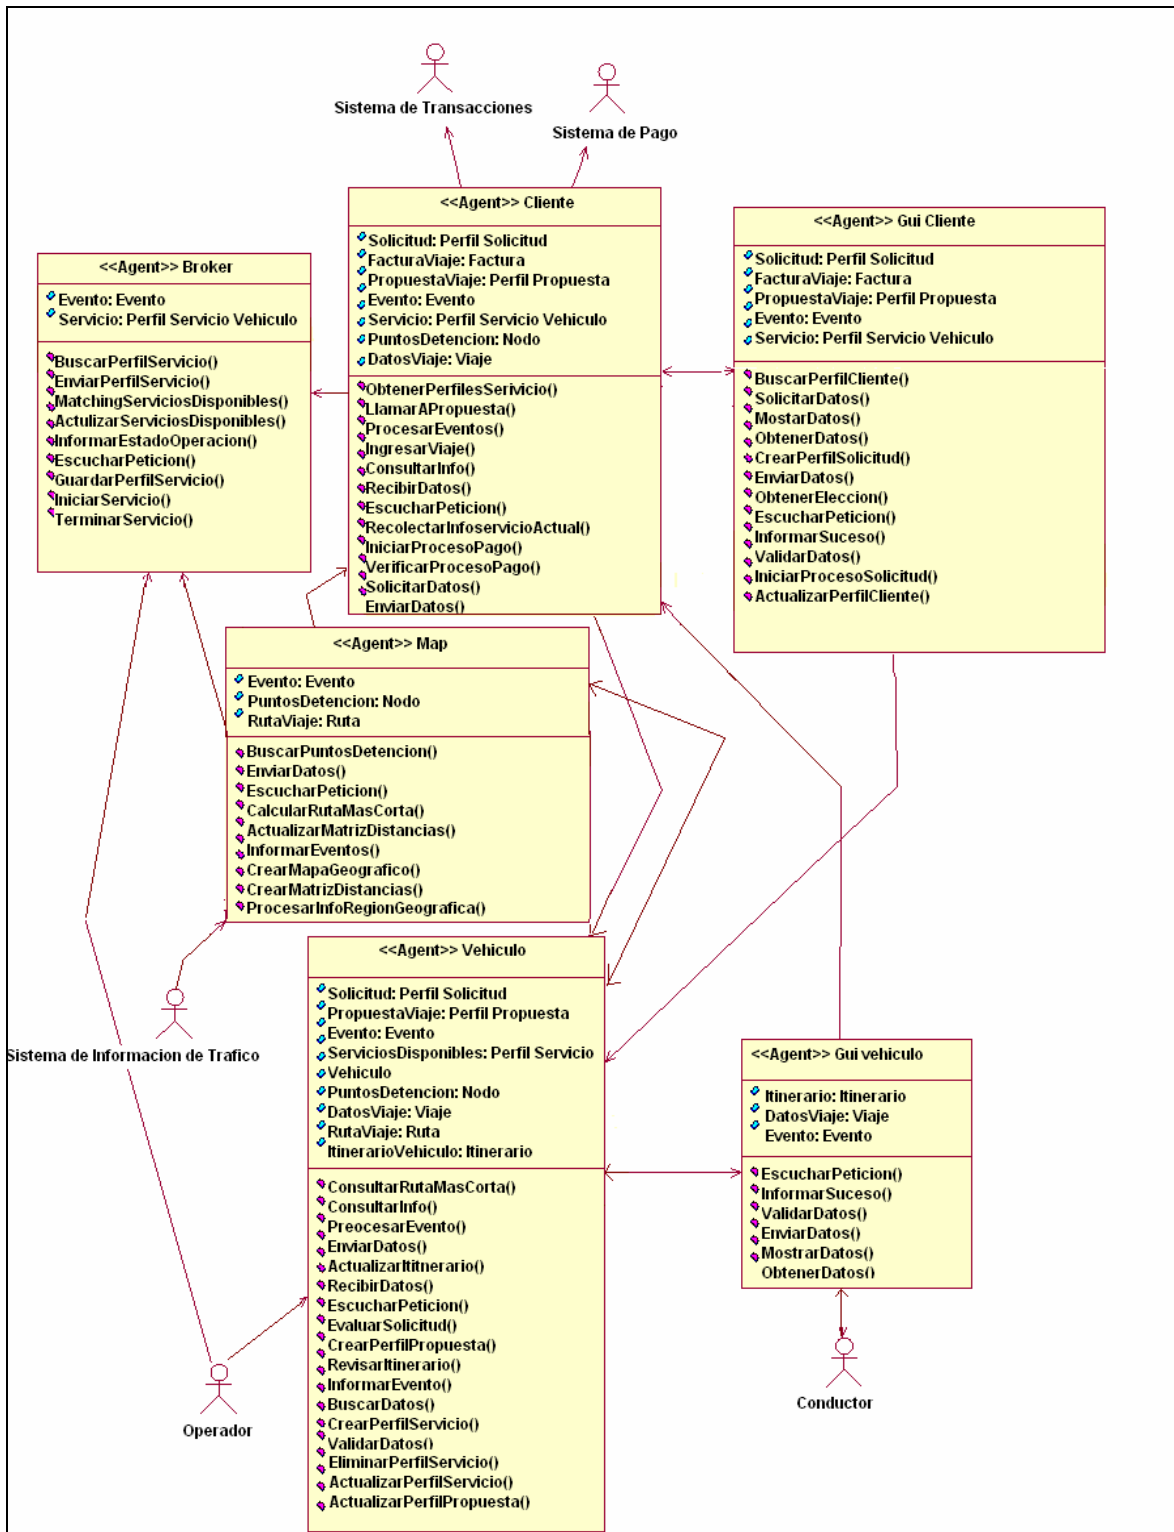 Sistema de Transacciones
Sistema de Pago
<<Agent>> Cliente
Solicitud: Perfil Solicitud
FacturaViaje: Factura
PropuestaViaje: Perfil Propuesta
Evento: Evento
Servicio: Perfil Servicio Vehiculo
PuntosDetencion: Nodo
DatosViaje: Viaje
ObtenerPerfilesSerivicio()
LlamarAPropuesta()
ProcesarEventos()
IngresarViaje()
ConsultarInfo()
RecibirDatos()
EscucharPeticion()
RecolectarInfoservicioActual()
IniciarProcesoPago()
VerificarProcesoPago()
SolicitarDatos()
EnviarDatos()
<<Agent>> Gui Cliente
Solicitud: Perfil Solicitud
FacturaViaje: Factura
PropuestaViaje: Perfil Propuesta
Evento: Evento
Servicio: Perfil Servicio Vehiculo
BuscarPerfilCliente()
SolicitarDatos()
MostarDatos()
ObtenerDatos()
CrearPerfilSolicitud()
EnviarDatos()
ObtenerEleccion()
EscucharPeticion()
InformarSuceso()
ValidarDatos()
IniciarProcesoSolicitud()
ActualizarPerfilCliente()
<<Agent>> Broker
Evento: Evento
Servicio: Perfil Servicio Vehiculo
BuscarPerfilServicio()
EnviarPerfilServicio()
MatchingServiciosDisponibles()
ActulizarServiciosDisponibles()
InformarEstadoOperacion()
EscucharPeticion()
GuardarPerfilServicio()
IniciarServicio()
TerminarServicio()
<<Agent>> Map
Evento: Evento
PuntosDetencion: Nodo
RutaViaje: Ruta
BuscarPuntosDetencion()
EnviarDatos()
EscucharPeticion()
CalcularRutaMasCorta()
ActualizarMatrizDistancias()
InformarEventos()
CrearMapaGeografico()
CrearMatrizDistancias()
ProcesarInfoRegionGeografica()
Sistema de Informacion de Trafico
<<Agent>> Vehiculo
Solicitud: Perfil Solicitud
PropuestaViaje: Perfil Propuesta
Evento: Evento
ServiciosDisponibles: Perfil Servicio
Vehiculo
PuntosDetencion: Nodo
DatosViaje: Viaje
RutaViaje: Ruta
ItinerarioVehiculo: Itinerario
ConsultarRutaMasCorta()
ConsultarInfo()
PreocesarEvento()
EnviarDatos()
ActualizarItitnerario()
RecibirDatos()
EscucharPeticion()
EvaluarSolicitud()
CrearPerfilPropuesta()
RevisarItinerario()
InformarEvento()
BuscarDatos()
CrearPerfilServicio()
ValidarDatos()
EliminarPerfilServicio()
ActualizarPerfilServicio()
ActualizarPerfilPropuesta()
<<Agent>> Gui vehiculo
Itinerario: Itinerario
DatosViaje: Viaje
Evento: Evento
EscucharPeticion()
InformarSuceso()
ValidarDatos()
EnviarDatos()
MostrarDatos()
ObtenerDatos()
Operador
Conductor